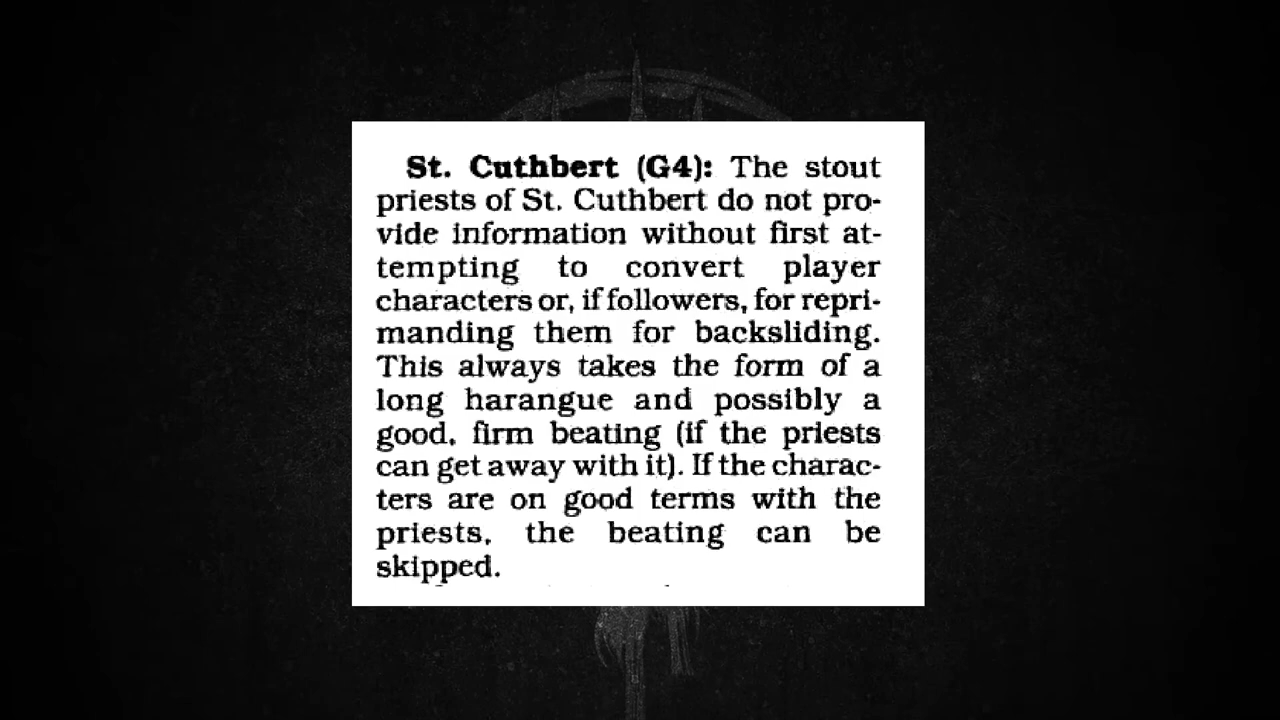 St. Cuthbert (G4): The stout
priests of St. Cuthbert do not pro-
vide information without first at-
tempting to convert player
characters or, if followers, for repri-
manding them for backsliding.
This always takes the form of a
long harangue and possibly a
good, firm beating (if the priests
can get away with it). If the charac-
ters are on good terms with the
priests, the beating can be
skipped.